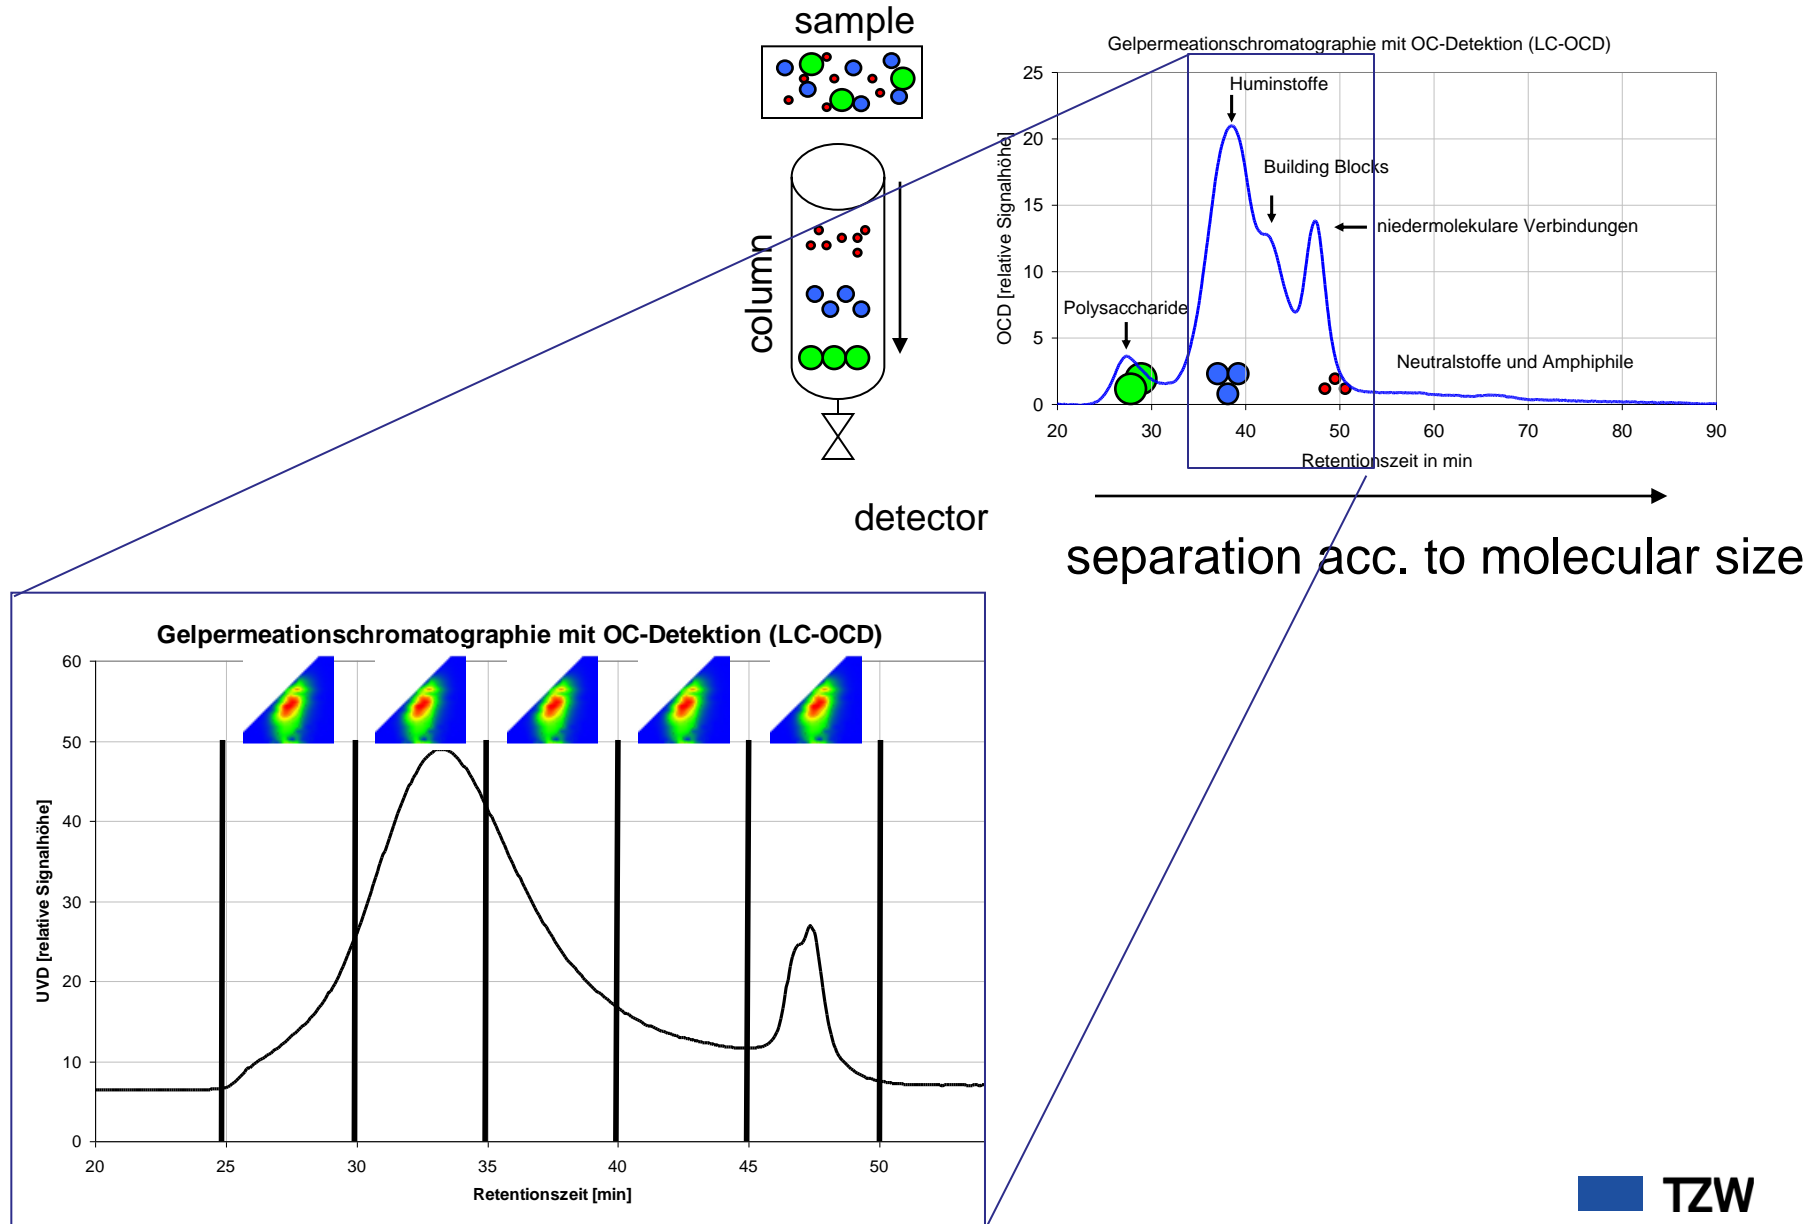 sample
column
detector
Gelpermeationschromatographie mit OC-Detektion (LC-OCD)
OCD [relative Signalhöhe]
25
20
15
10
5
0
Huminstoffe
Building Blocks
niedermolekulare Verbindungen
Polysaccharide
Neutralstoffe und Amphiphile
20 30 40 50 60 70 80 90
Retentionszeit in min
separation acc. to molecular size
Gelpermeationschromatographie mit OC-Detektion (LC-OCD)
UVD [relative Signalhöhe]
60
50
40
30
20
10
0
20 25 30 35 40 45 50
Retentionszeit [min]
TZW